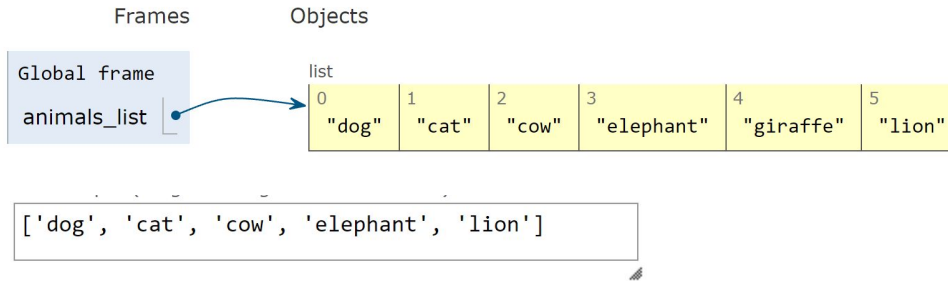 Frames Objects
Global frame
animals_list
list
0 1 2 3 4 5
"dog" "cat" "cow" "elephant" "giraffe" "lion"
['dog', 'cat', 'cow', 'elephant', 'lion']